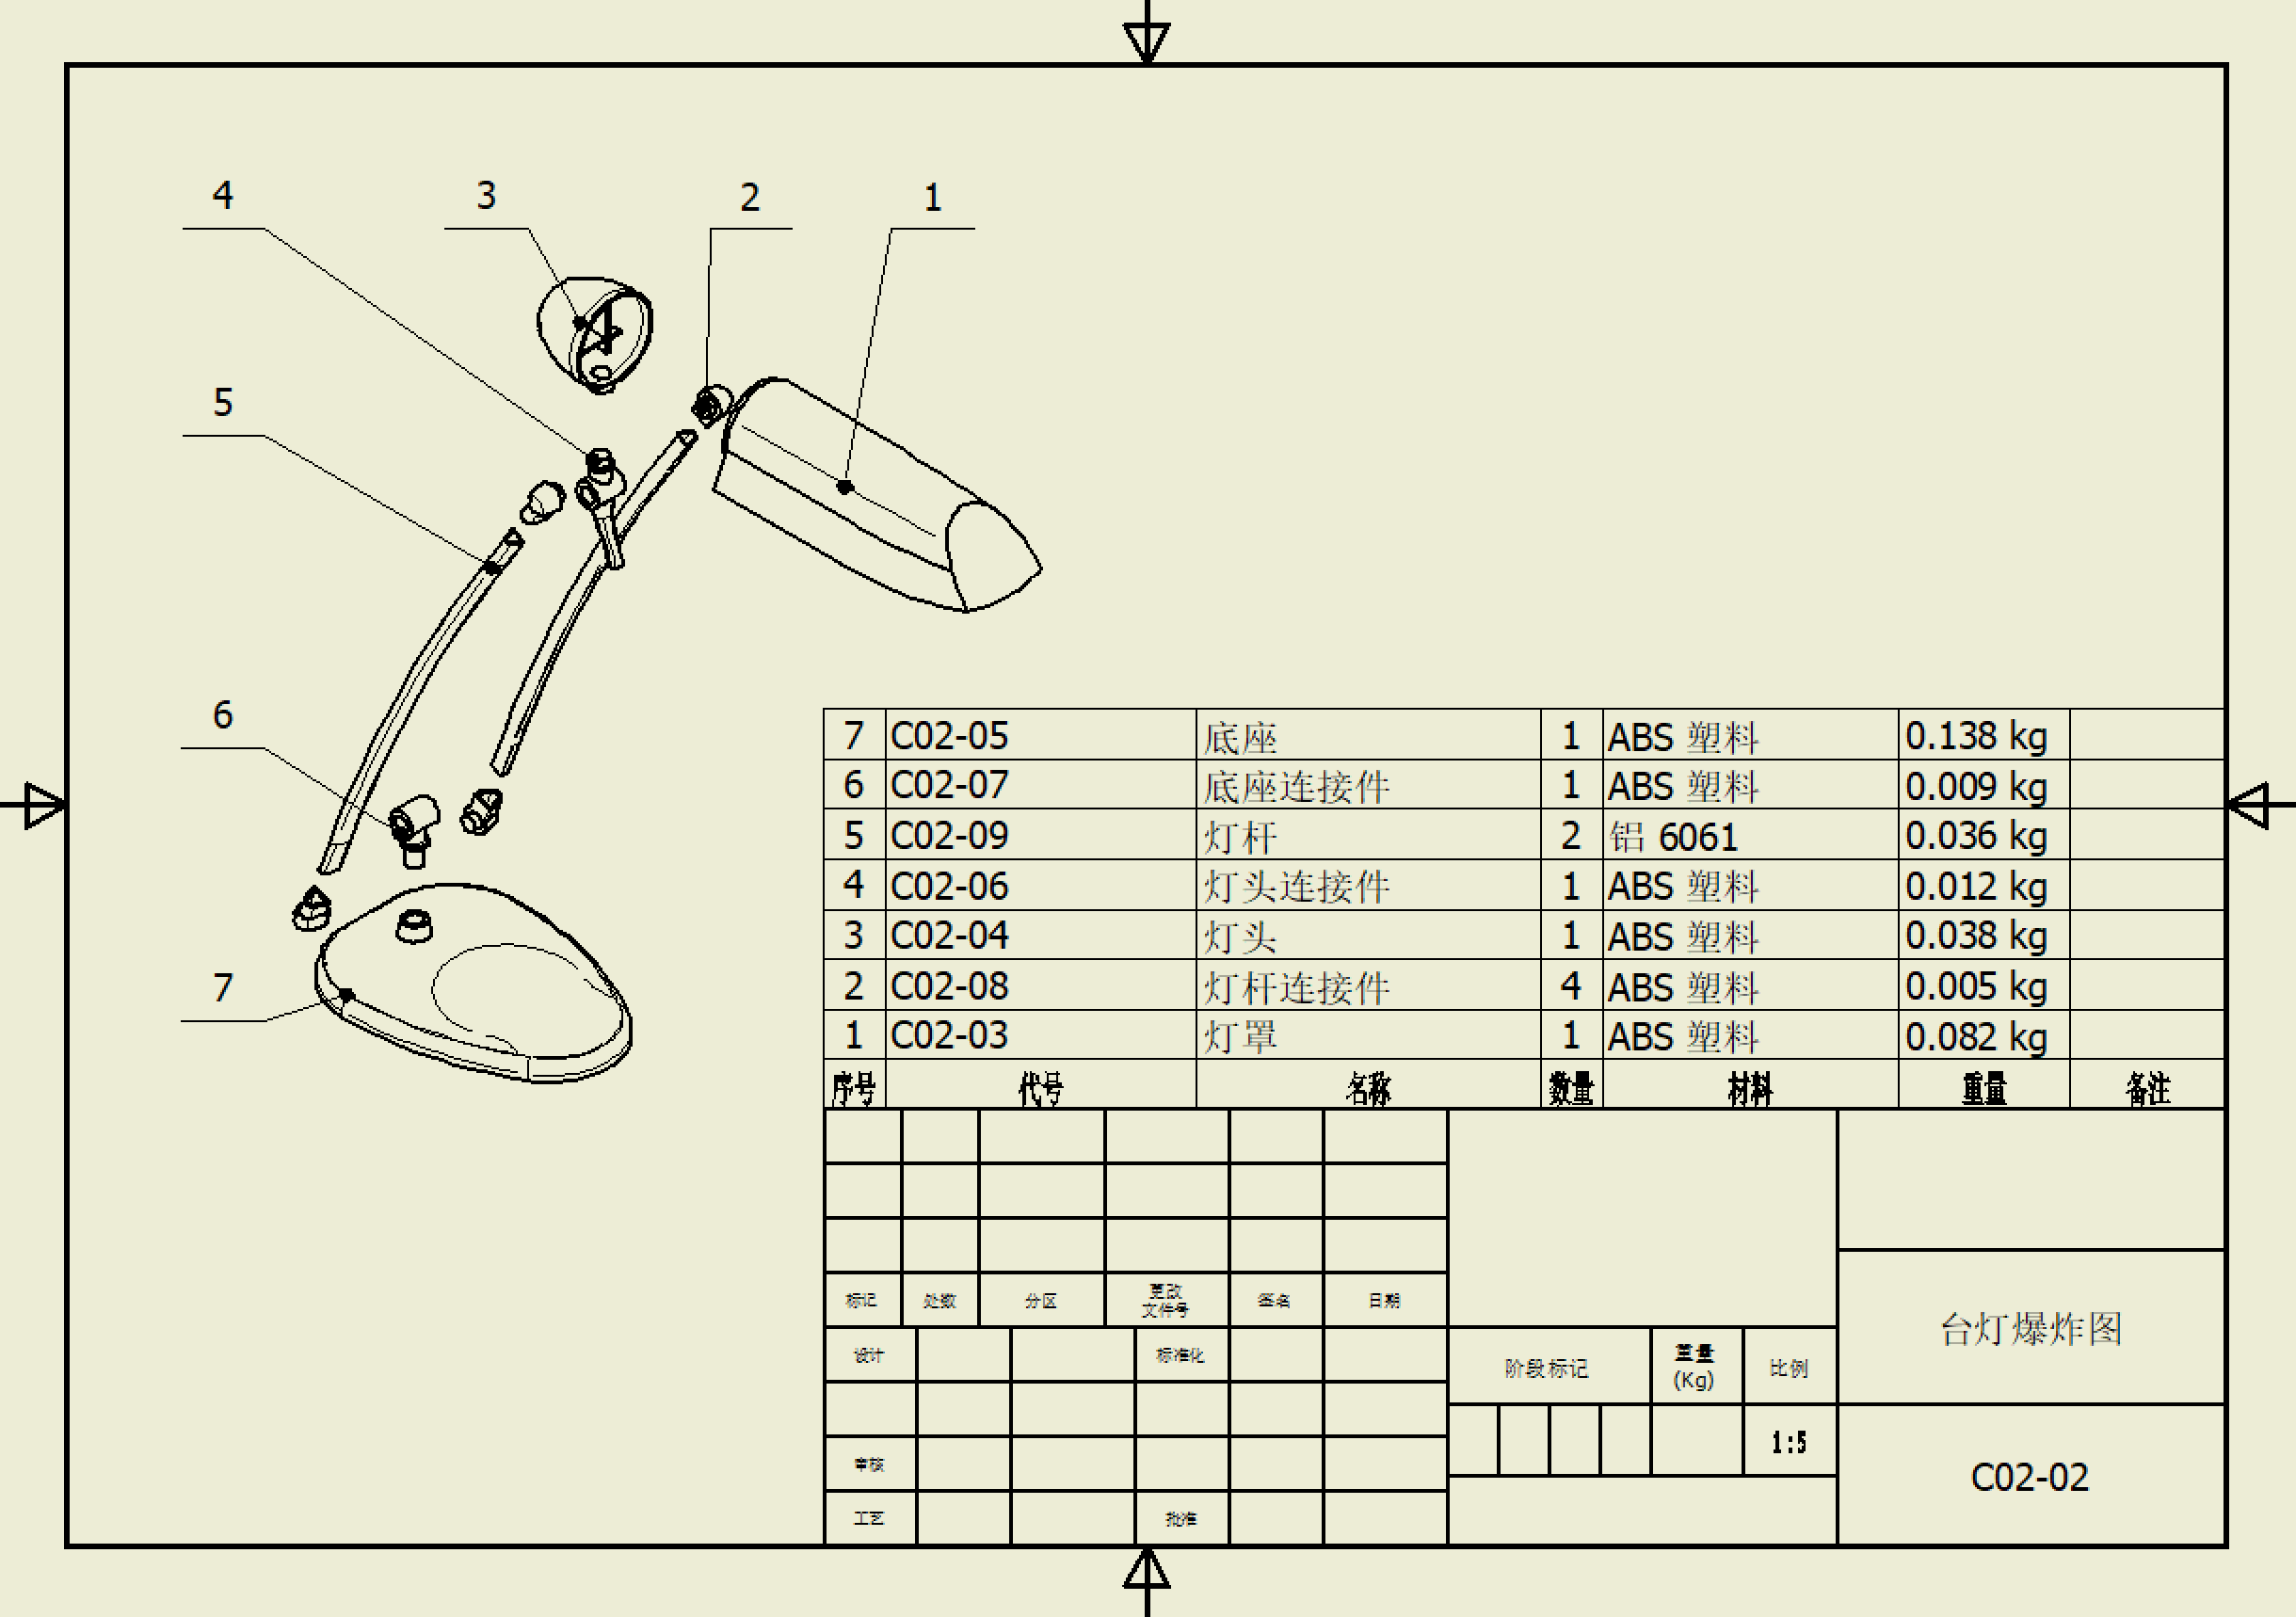 4
3
2
1
5
6
7
7 C02-05 底座 1 ABS 塑料 0.138 kg
6 C02-07 底座连接件 1 ABS 塑料 0.009 kg
5 C02-09 灯杆 2 铝 6061 0.036 kg
4 C02-06 灯头连接件 1 ABS 塑料 0.012 kg
3 C02-04 灯头 1 ABS 塑料 0.038 kg
2 C02-08 灯杆连接件 4 ABS 塑料 0.005 kg
1 C02-03 灯罩 1 ABS 塑料 0.082 kg
序号 代号 名称 数量 材料 重量 备注
标记 处数 分区 更改 签名 日期
文件号
设计 标准化
审核
工艺 批准
阶段标记 重量 比例
(Kg)
1:5
台灯爆炸图
C02-02